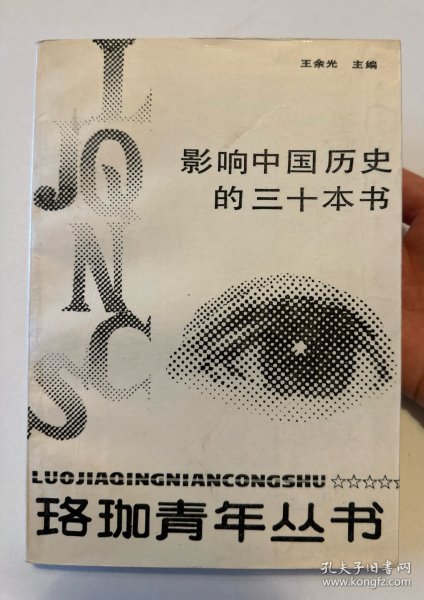 王余光 主编
影响中国历史
的三十本书
L
JQ
N
C
S
LUOJIAQINGNIANCONGSHU ☆☆☆☆☆
珞珈青年丛书
孔夫子旧书网
www.kongfz.com